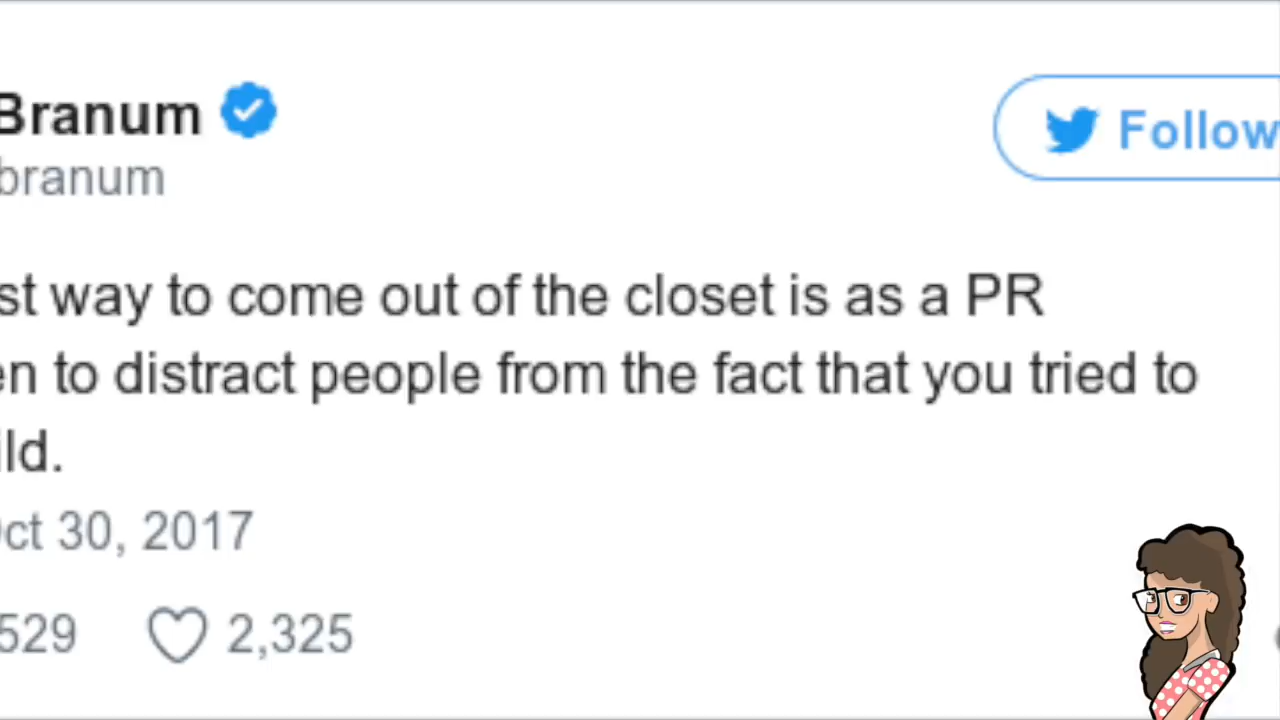 Branum
branum
Follow
st way to come out of the closet is as a PR
en to distract people from the fact that you tried to
ild.
ct 30, 2017
529 2,325